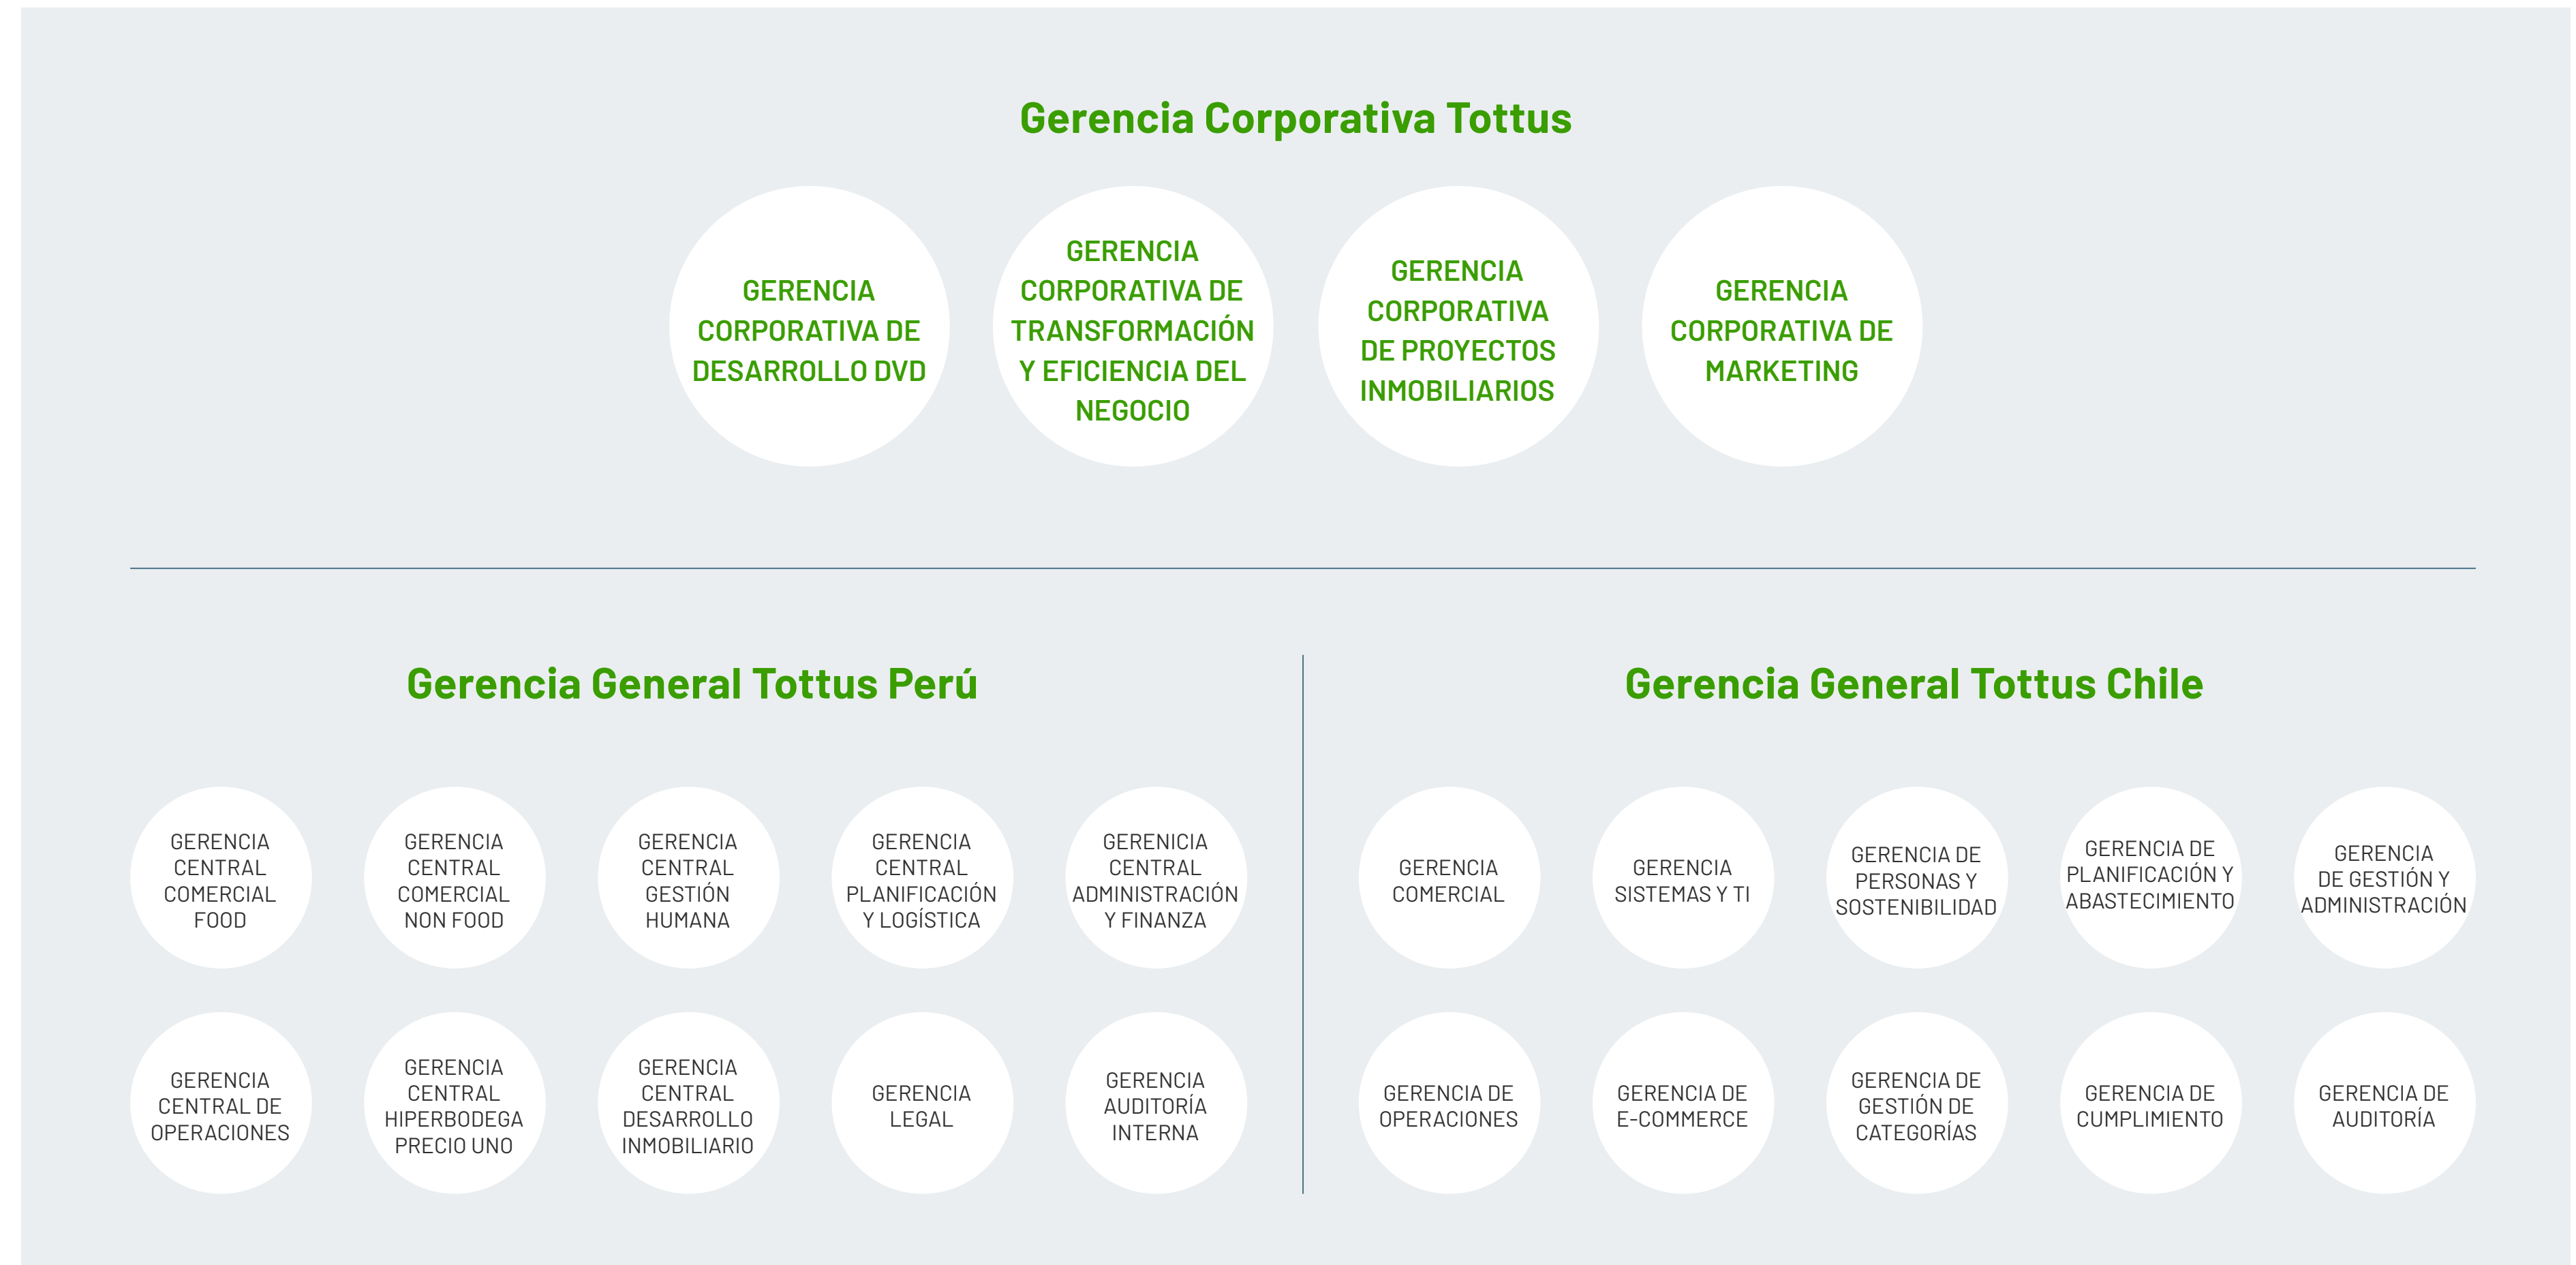 Gerencia Corporativa Tottus
GERENCIA
CORPORATIVA DE
DESARROLLO DVD
GERENCIA
CORPORATIVA DE
TRANSFORMACIÓN
Y EFICIENCIA DEL
NEGOCIO
GERENCIA
CORPORATIVA
DE PROYECTOS
INMOBILIARIOS
GERENCIA
CORPORATIVA DE
MARKETING
Gerencia General Tottus Perú
GERENCIA
CENTRAL
COMERCIAL
FOOD
GERENCIA
CENTRAL
COMERCIAL
NON FOOD
GERENCIA
CENTRAL
GESTIÓN
HUMANA
GERENCIA
CENTRAL
PLANIFICACIÓN
Y LOGÍSTICA
GERENICIA
CENTRAL
ADMINISTRACIÓN
Y FINANZA
GERENCIA
CENTRAL DE
OPERACIONES
GERENCIA
CENTRAL
HIPERBODEGA
PRECIO UNO
GERENCIA
CENTRAL
DESARROLLO
INMOBILIARIO
GERENCIA
LEGAL
GERENCIA
AUDITORÍA
INTERNA
Gerencia General Tottus Chile
GERENCIA
COMERCIAL
GERENCIA
SISTEMAS Y TI
GERENCIA DE
PERSONAS Y
SOSTENIBILIDAD
GERENCIA DE
PLANIFICACIÓN Y
ABASTECIMIENTO
GERENCIA
DE GESTIÓN Y
ADMINISTRACIÓN
GERENCIA DE
OPERACIONES
GERENCIA DE
E-COMMERCE
GERENCIA DE
GESTIÓN DE
CATEGORÍAS
GERENCIA DE
CUMPLIMIENTO
GERENCIA DE
AUDITORÍA